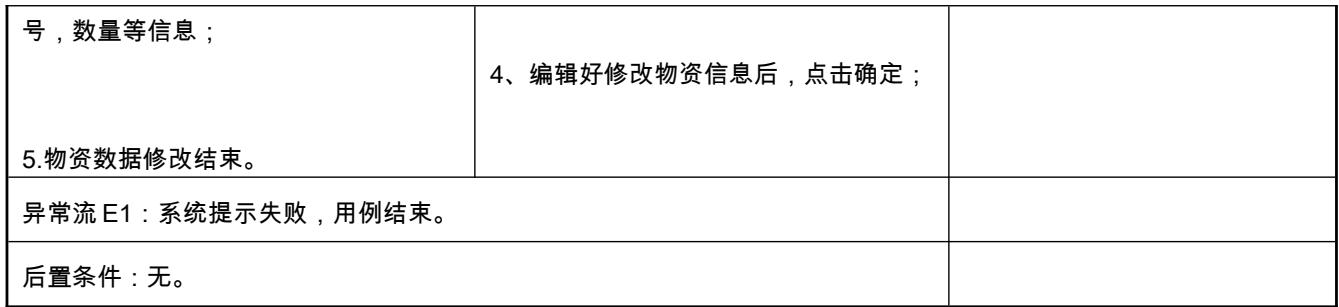 号，数量等信息；
4、编辑好修改物资信息后，点击确定；
5.物资数据修改结束。
异常流 E1：系统提示失败，用例结束。
后置条件：无。